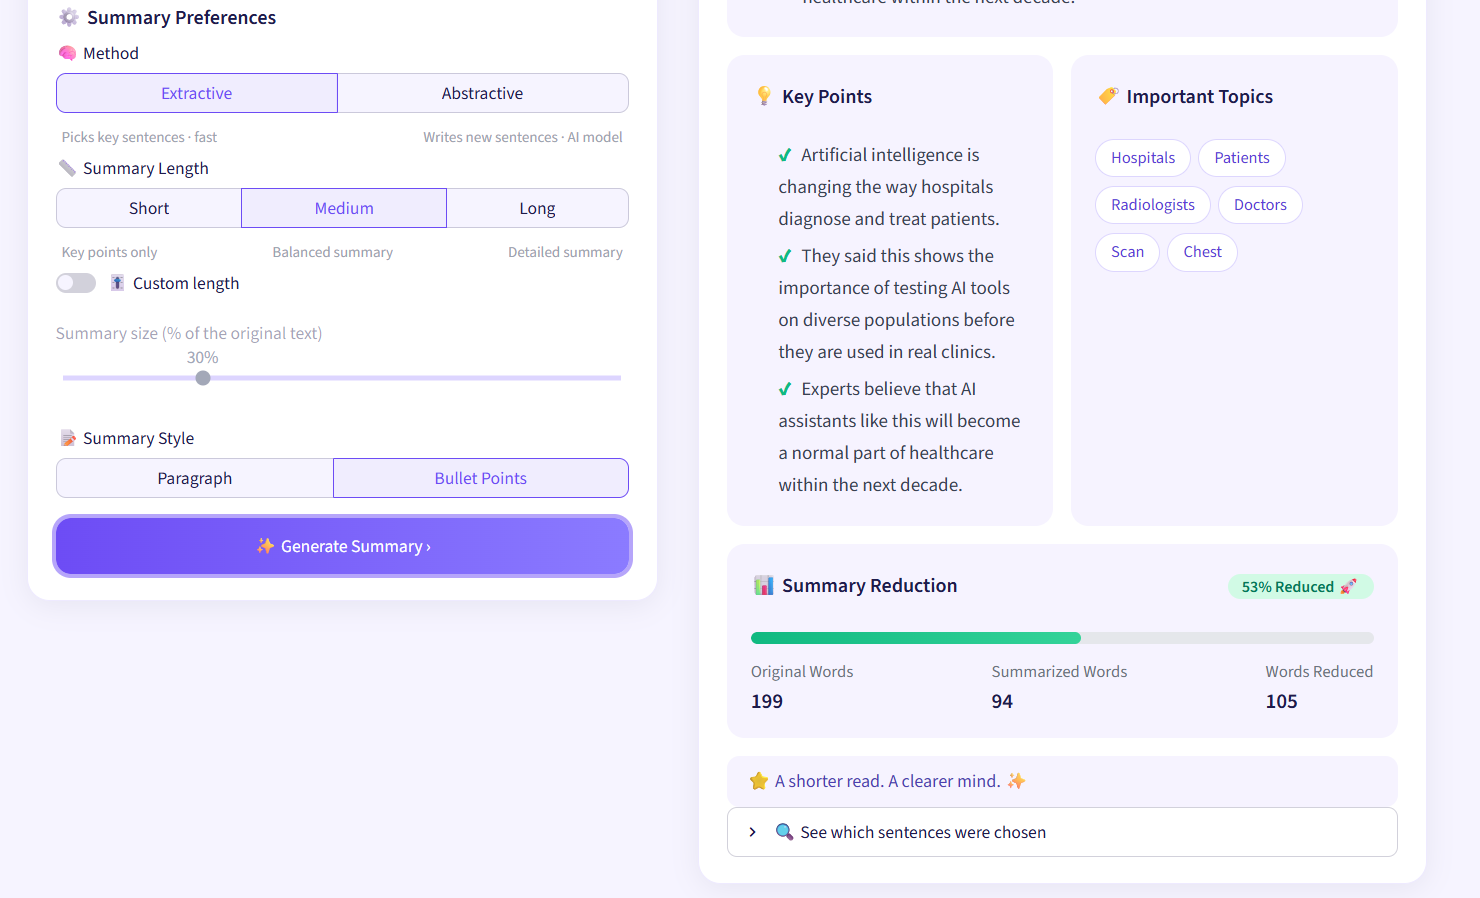 Summary Preferences
Method
Extractive
Abstractive
Picks key sentences · fast
Writes new sentences · AI model
Summary Length
Short
Medium
Long
Key points only
Balanced summary
Detailed summary
Custom length
Summary size (% of the original text)
30%
Summary Style
Paragraph
Bullet Points
✨ Generate Summary ›
healthcare within the next decade.
Key Points
✔ Artificial intelligence is
changing the way hospitals
diagnose and treat patients.
✔ They said this shows the
importance of testing AI tools
on diverse populations before
they are used in real clinics.
✔ Experts believe that AI
assistants like this will become
a normal part of healthcare
within the next decade.
Important Topics
Hospitals
Patients
Radiologists
Doctors
Scan
Chest
Summary Reduction
53% Reduced 🚀
Original Words
Summarized Words
Words Reduced
199
94
105
⭐ A shorter read. A clearer mind. ✨
🔍 See which sentences were chosen